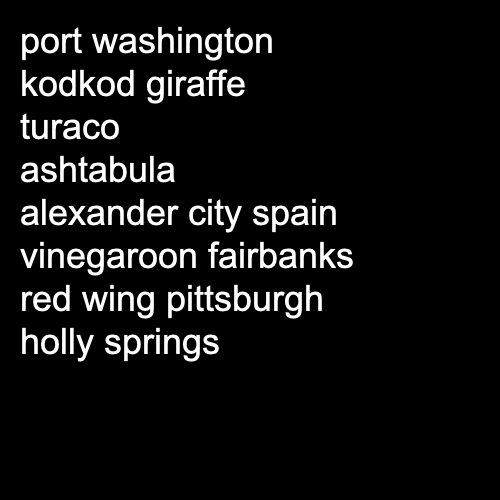 port washington
kodkod giraffe
turaco
ashtabula
alexander city spain
vinegaroon fairbanks
red wing pittsburgh
holly springs